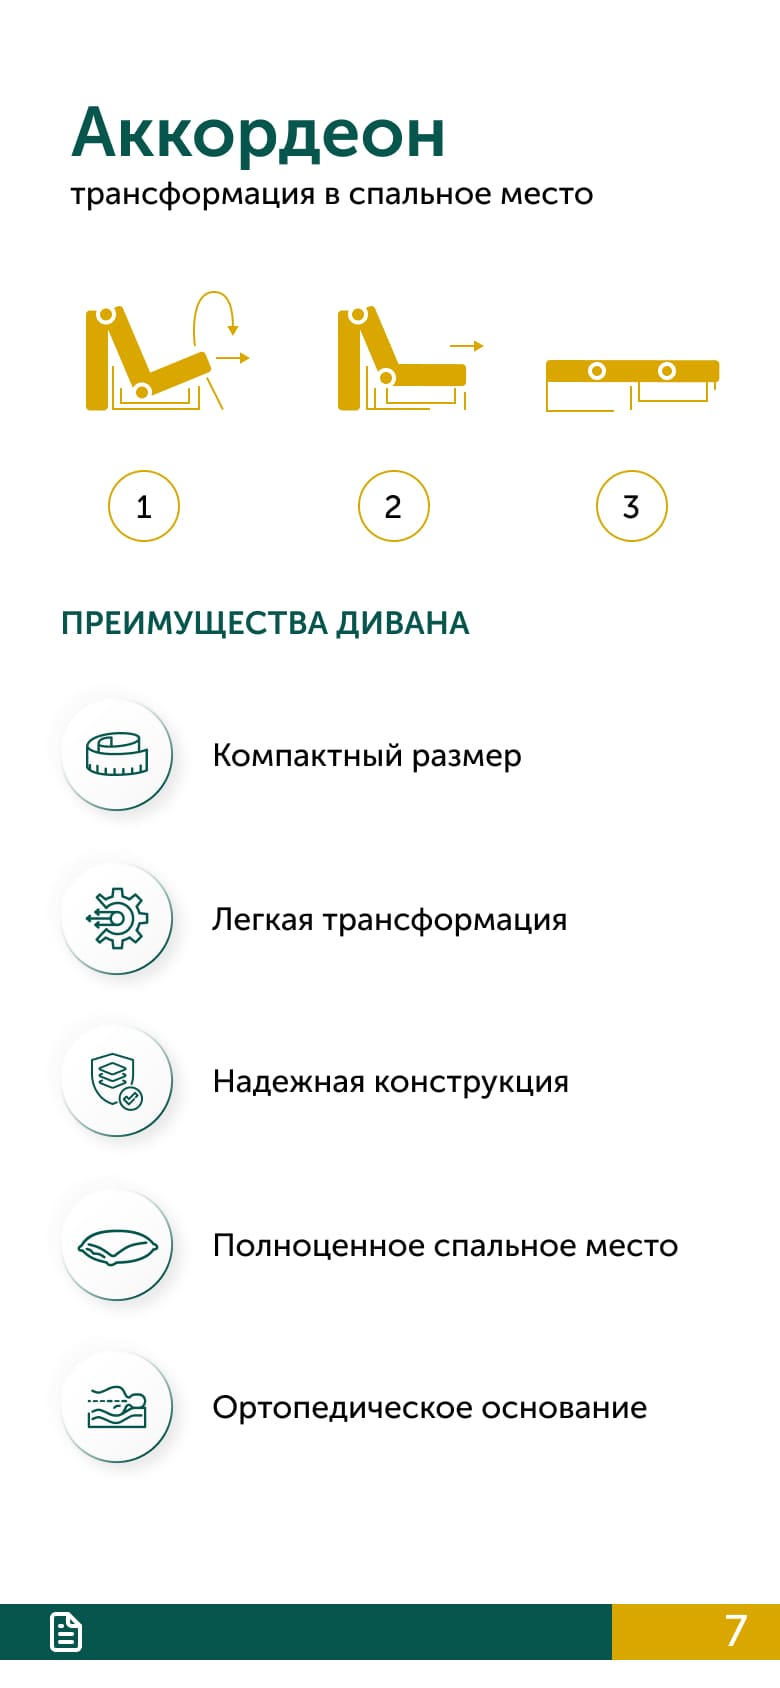 Аккордеон
трансформация в спальное место
1
2
3
ПРЕИМУЩЕСТВА ДИВАНА
Компактный размер
Легкая трансформация
Надежная конструкция
Полноценное спальное место
Ортопедическое основание
7